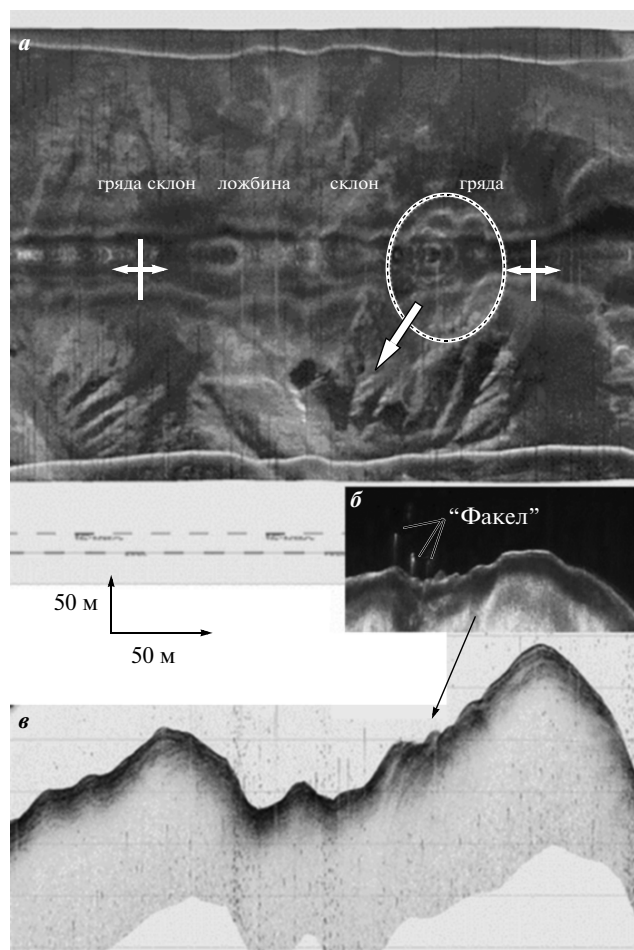 а
гряда склон ложбина склон гряда
б
“Факел”
50 м
50 м
в